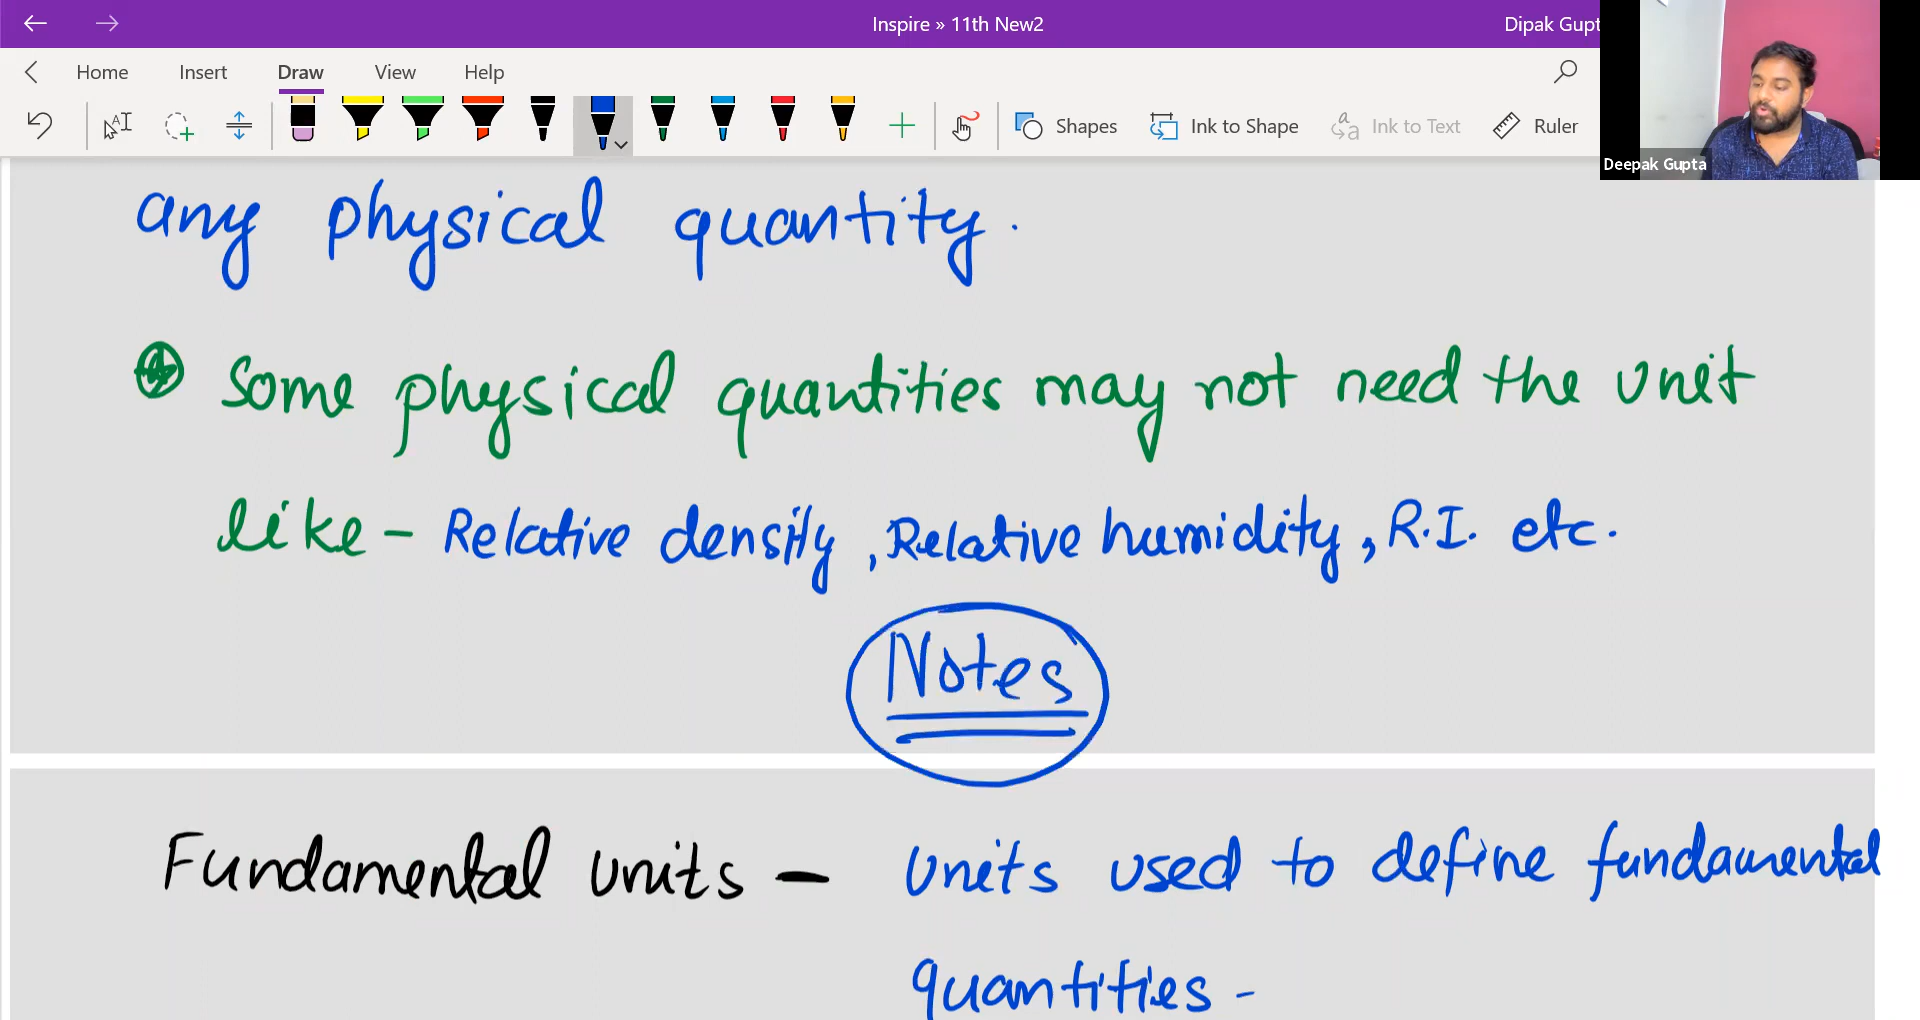 Inspire » 11th New2
Dipak Gupt
Home Insert Draw View Help
Shapes Ink to Shape Ink to Text Ruler
Deepak Gupta
any physical quantity.
Some physical quantities may not need the unit
like - Relative density, Relative humidity, R.I. etc.
Notes
Fundamental units - Units used to define fundamental
quantities -